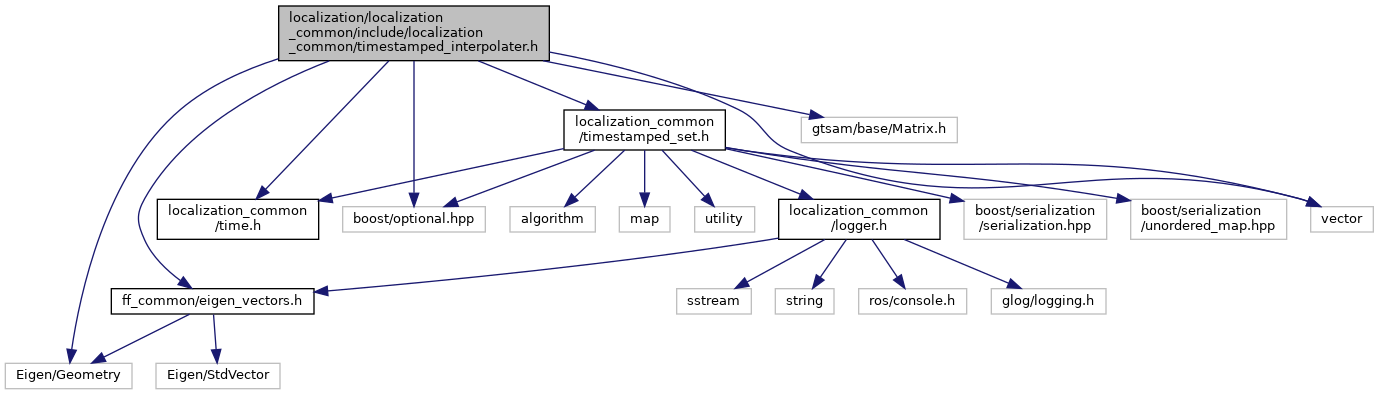 localization/localization
_common/include/localization
_common/timestamped_interpolater.h
localization_common
/timestamped_set.h
gtsam/base/Matrix.h
localization_common
/time.h
boost/optional.hpp
algorithm
map
utility
localization_common
/logger.h
boost/serialization
/serialization.hpp
boost/serialization
/unordered_map.hpp
vector
ff_common/eigen_vectors.h
sstream
string
ros/console.h
glog/logging.h
Eigen/Geometry
Eigen/StdVector